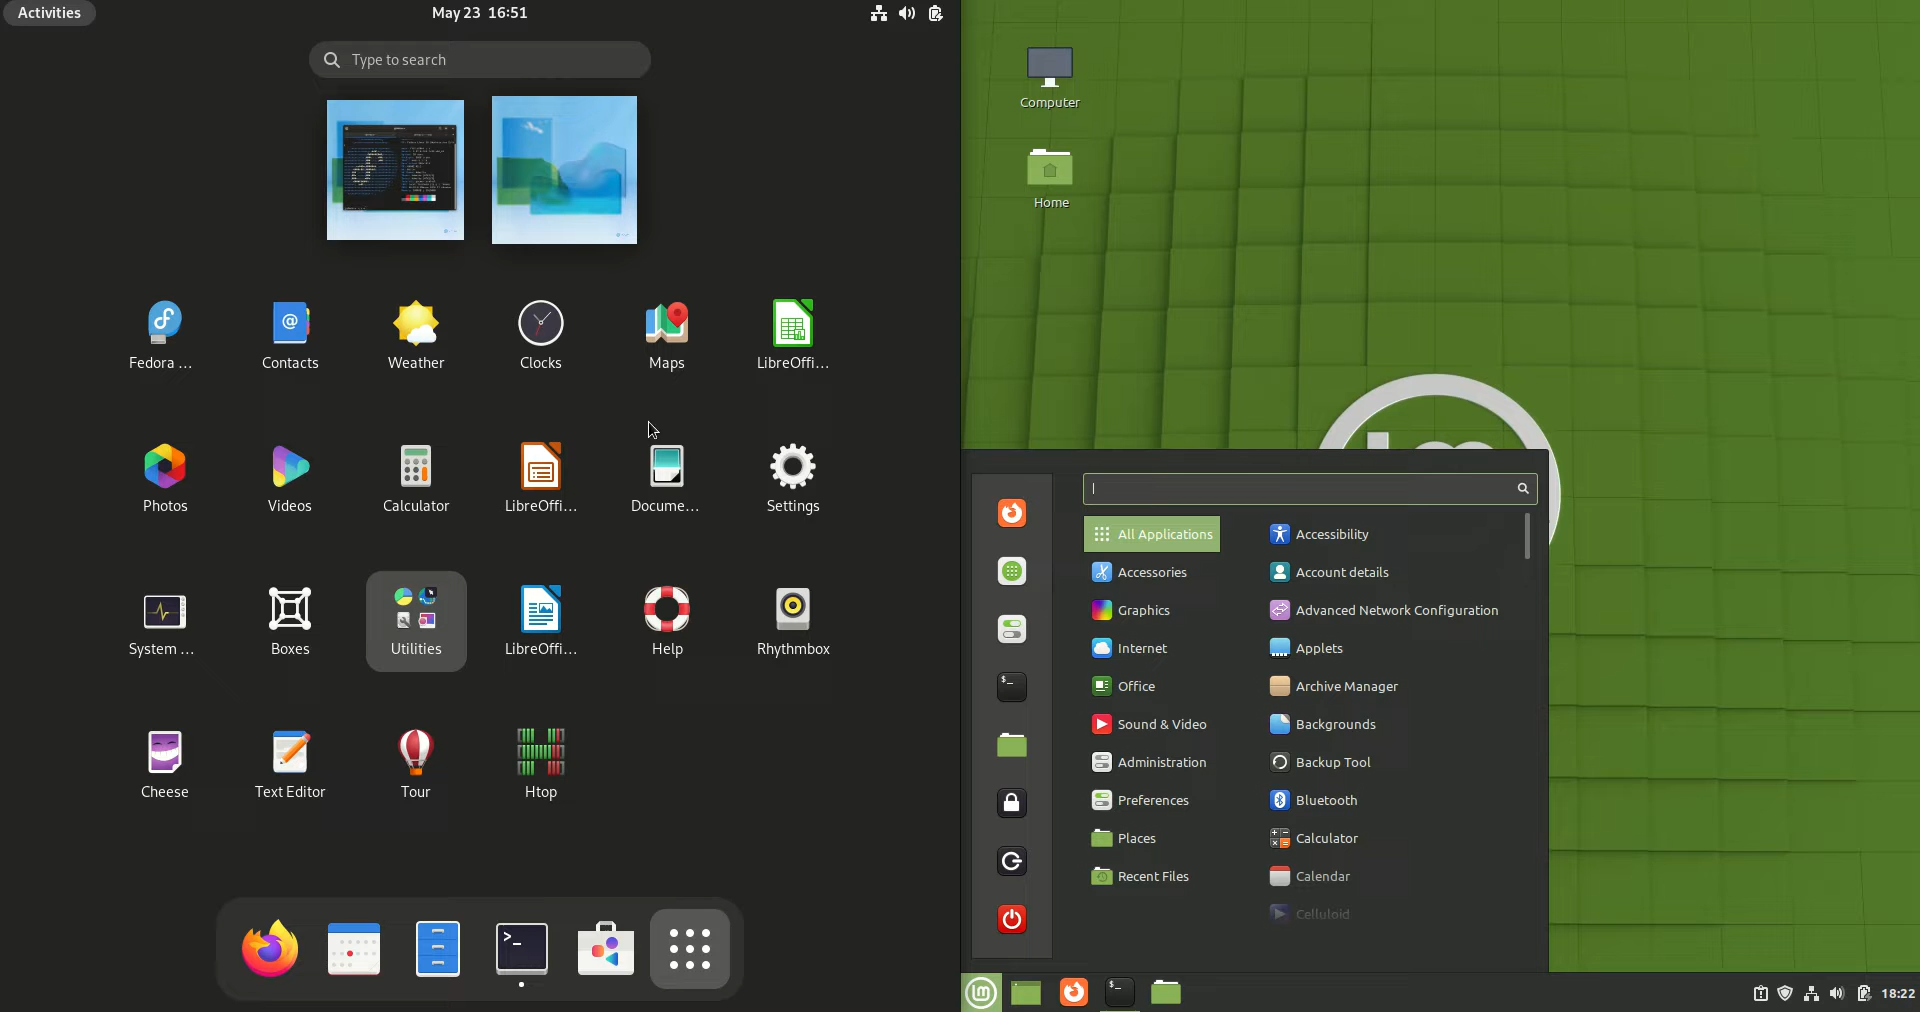 Activities
May 23 16:51
Type to search
Fedora ...
Contacts
Weather
Clocks
Maps
LibreOffi...
Photos
Videos
Calculator
LibreOffi...
Docume...
Settings
System ...
Boxes
Utilities
LibreOffi...
Help
Rhythmbox
Cheese
Text Editor
Tour
Htop
Computer
Home
All Applications
Accessories
Graphics
Internet
Office
Sound & Video
Administration
Preferences
Places
Recent Files
Accessibility
Account details
Advanced Network Configuration
Applets
Archive Manager
Backgrounds
Backup Tool
Bluetooth
Calculator
Calendar
Celluloid
18:22